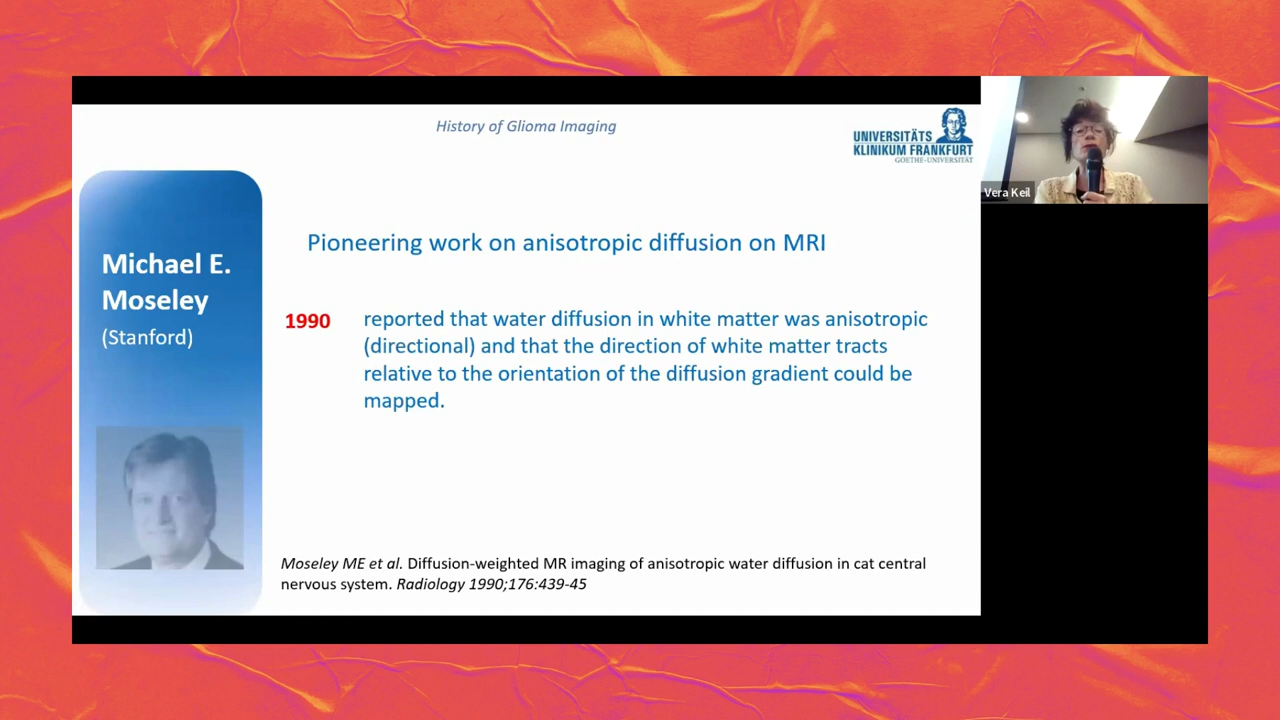 History of Glioma Imaging
UNIVERSITÄTS
KLINIKUM FRANKFURT
GOETHE-UNIVERSITÄT
Vera Keil
Michael E.
Moseley
(Stanford)
Pioneering work on anisotropic diffusion on MRI
1990
reported that water diffusion in white matter was anisotropic
(directional) and that the direction of white matter tracts
relative to the orientation of the diffusion gradient could be
mapped.
Moseley ME et al. Diffusion-weighted MR imaging of anisotropic water diffusion in cat central
nervous system. Radiology 1990;176:439-45